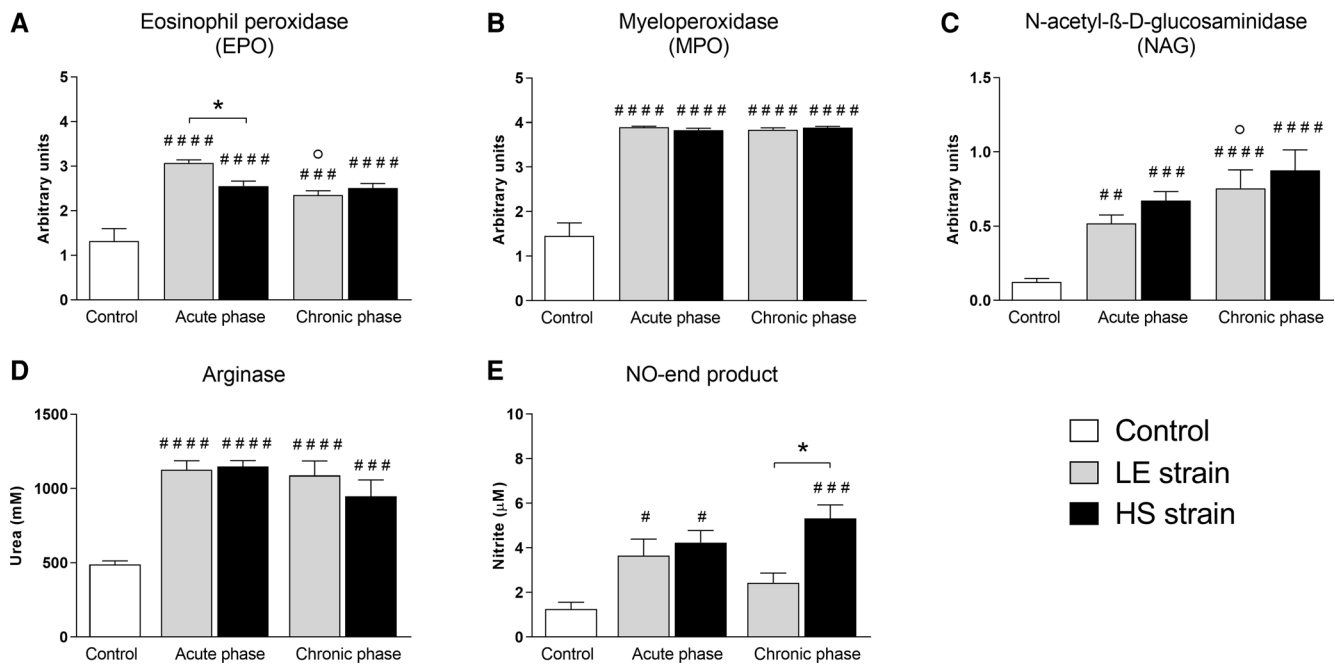 A
Eosinophil peroxidase
(EPO)
Arbitrary units
5
4
3
2
1
0
*
# # # #
# # # #
○
# # #
# # # #
Control
Acute phase
Chronic phase
B
Myeloperoxidase
(MPO)
Arbitrary units
5
4
3
2
1
0
# # # #
# # # #
# # # #
# # # #
Control
Acute phase
Chronic phase
C
N-acetyl-ß-D-glucosaminidase
(NAG)
Arbitrary units
1.5
1.0
0.5
0.0
# #
# # #
○
# # # #
# # # #
Control
Acute phase
Chronic phase
D
Arginase
Urea (mM)
1500
1000
500
0
# # # #
# # # #
# # # #
# # #
Control
Acute phase
Chronic phase
E
NO-end product
Nitrite (µM)
10
8
6
4
2
0
#
#
*
# # #
Control
Acute phase
Chronic phase
Control
LE strain
HS strain